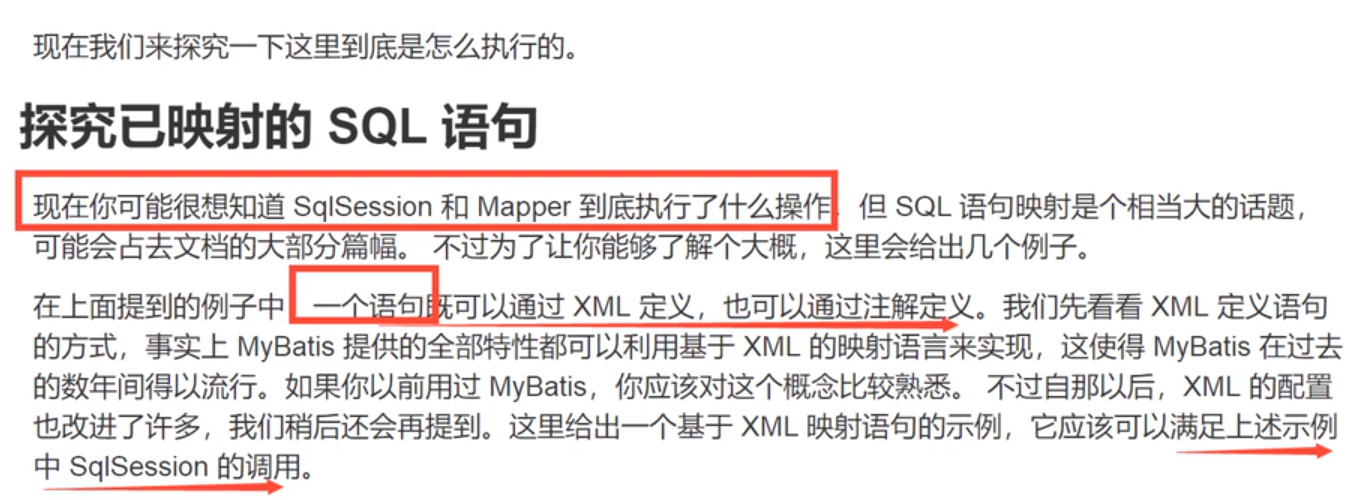 现在我们来探究一下这里到底是怎么执行的。
探究已映射的 SQL 语句
现在你可能很想知道 SqlSession 和 Mapper 到底执行了什么操作，但 SQL 语句映射是个相当大的话题，
可能会占去文档的大部分篇幅。 不过为了让你能够了解个大概，这里会给出几个例子。
在上面提到的例子中，一个语句既可以通过 XML 定义，也可以通过注解定义。我们先看看 XML 定义语句
的方式，事实上 MyBatis 提供的全部特性都可以利用基于 XML 的映射语言来实现，这使得 MyBatis 在过去
的数年间得以流行。如果你以前用过 MyBatis，你应该对这个概念比较熟悉。 不过自那以后，XML 的配置
也改进了许多，我们稍后还会再提到。这里给出一个基于 XML 映射语句的示例，它应该可以满足上述示例
中 SqlSession 的调用。